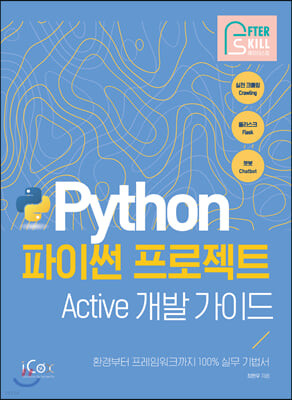 AFTER
SKILL
실전 크롤링
Crawling
플라스크
Flask
챗봇
Chatbot
Python
파이썬 프로젝트
Active 개발 가이드
환경부터 프레임워크까지 100% 실무 기법서